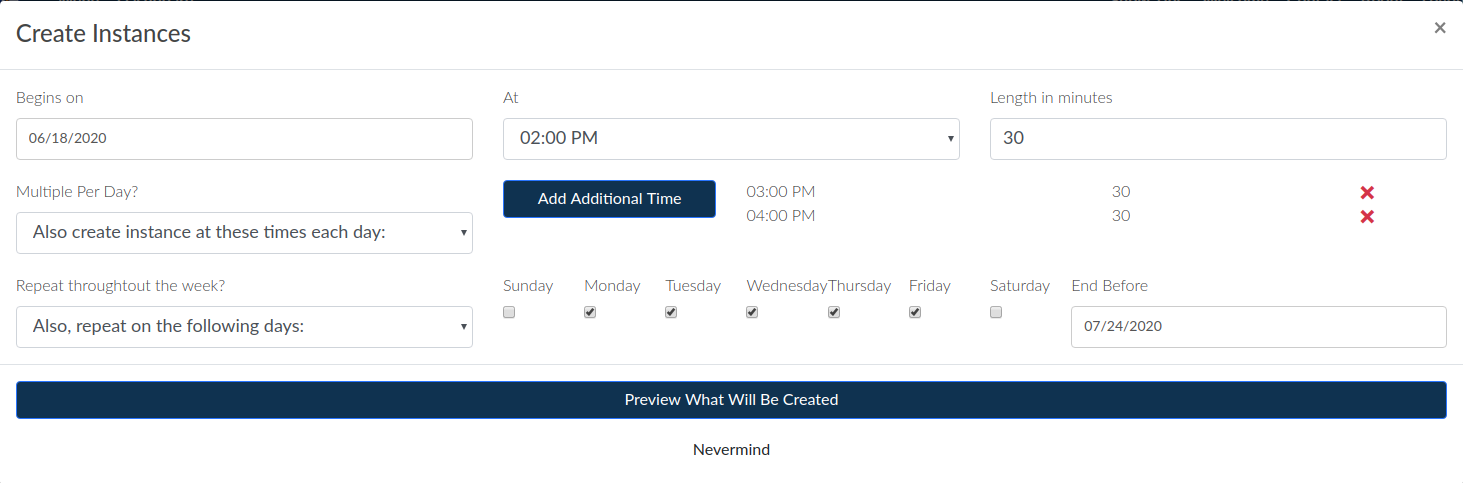 Create Instances ×
Begins on At Length in minutes
06/18/2020 02:00 PM 30
Multiple Per Day? Add Additional Time 03:00 PM 30
04:00 PM 30
Also create instance at these times each day:
Repeat throughtout the week? Sunday Monday Tuesday Wednesday Thursday Friday Saturday End Before
Also, repeat on the following days: 07/24/2020
Preview What Will Be Created
Nevermind